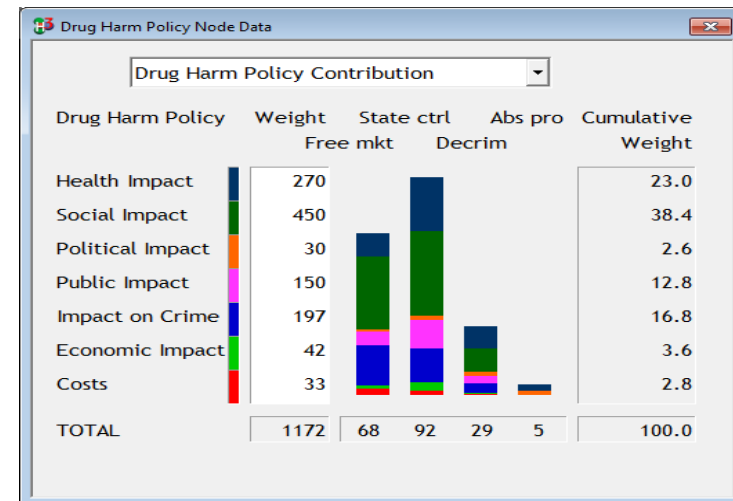 Drug Harm Policy Node Data
Drug Harm Policy Contribution
Drug Harm Policy Weight State ctrl Abs pro Cumulative
Free mkt Decrim Weight
Health Impact 270 23.0
Social Impact 450 38.4
Political Impact 30 2.6
Public Impact 150 12.8
Impact on Crime 197 16.8
Economic Impact 42 3.6
Costs 33 2.8
TOTAL 1172 68 92 29 5 100.0